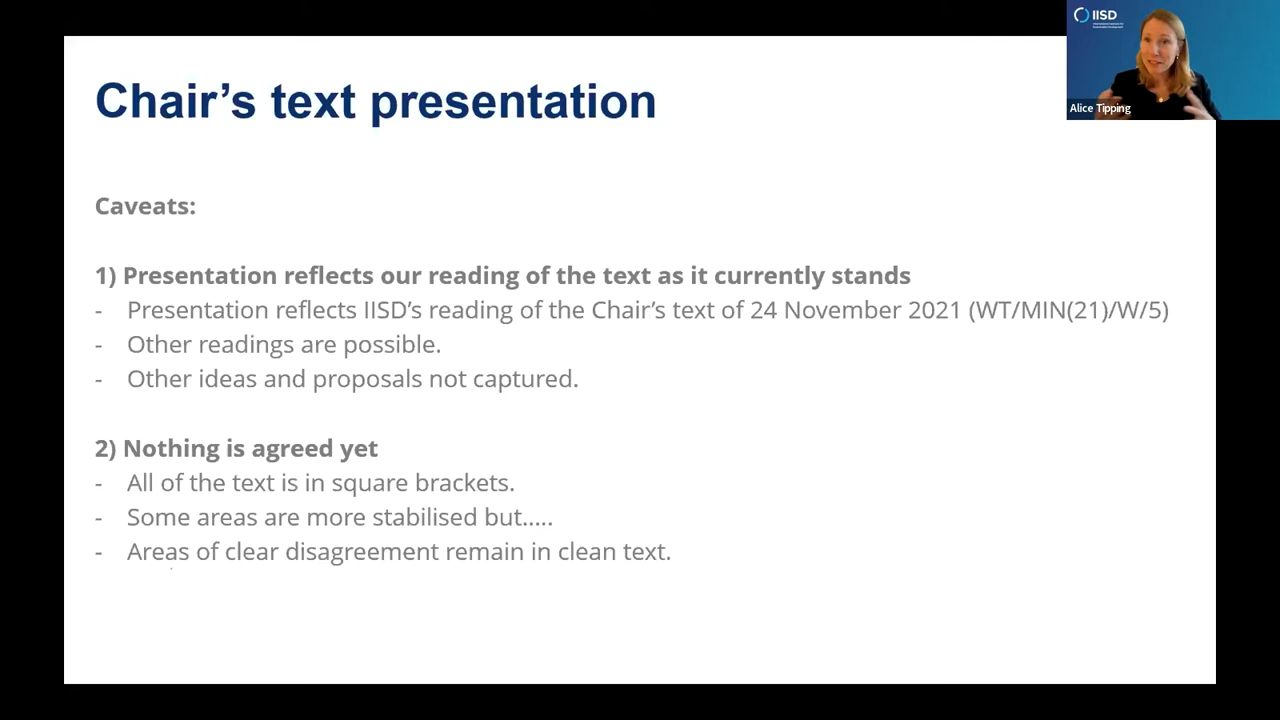 IISD
Alice Tipping
Chair's text presentation
Caveats:
1) Presentation reflects our reading of the text as it currently stands
- Presentation reflects IISD's reading of the Chair's text of 24 November 2021 (WT/MIN(21)/W/5)
- Other readings are possible.
- Other ideas and proposals not captured.
2) Nothing is agreed yet
- All of the text is in square brackets.
- Some areas are more stabilised but.....
- Areas of clear disagreement remain in clean text.